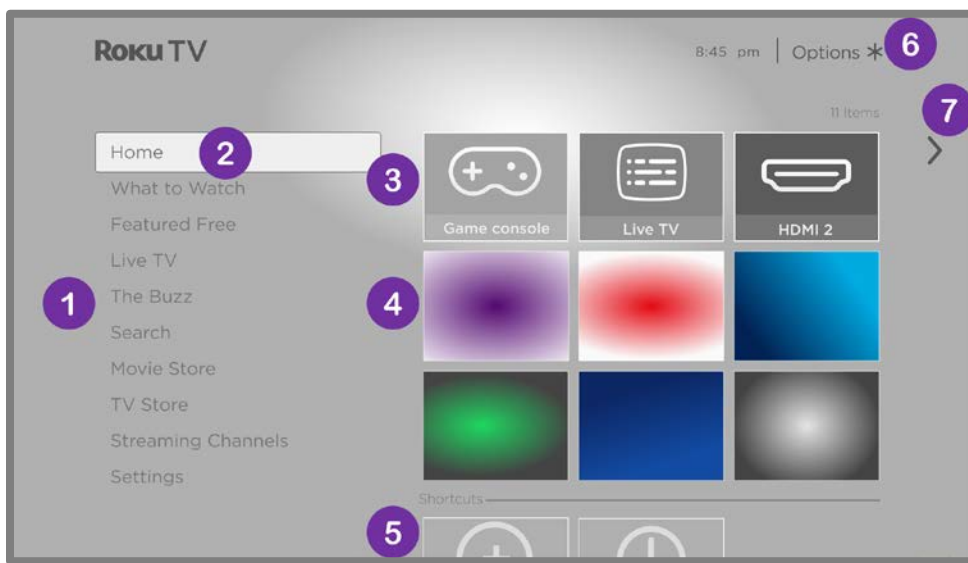 Roku TV
8:45 pm | Options *
6
11 Items
7
Home
2
What to Watch
Featured Free
Live TV
The Buzz
Search
Movie Store
TV Store
Streaming Channels
Settings
1
3
Game console
Live TV
HDMI 2
4
Shortcuts
5